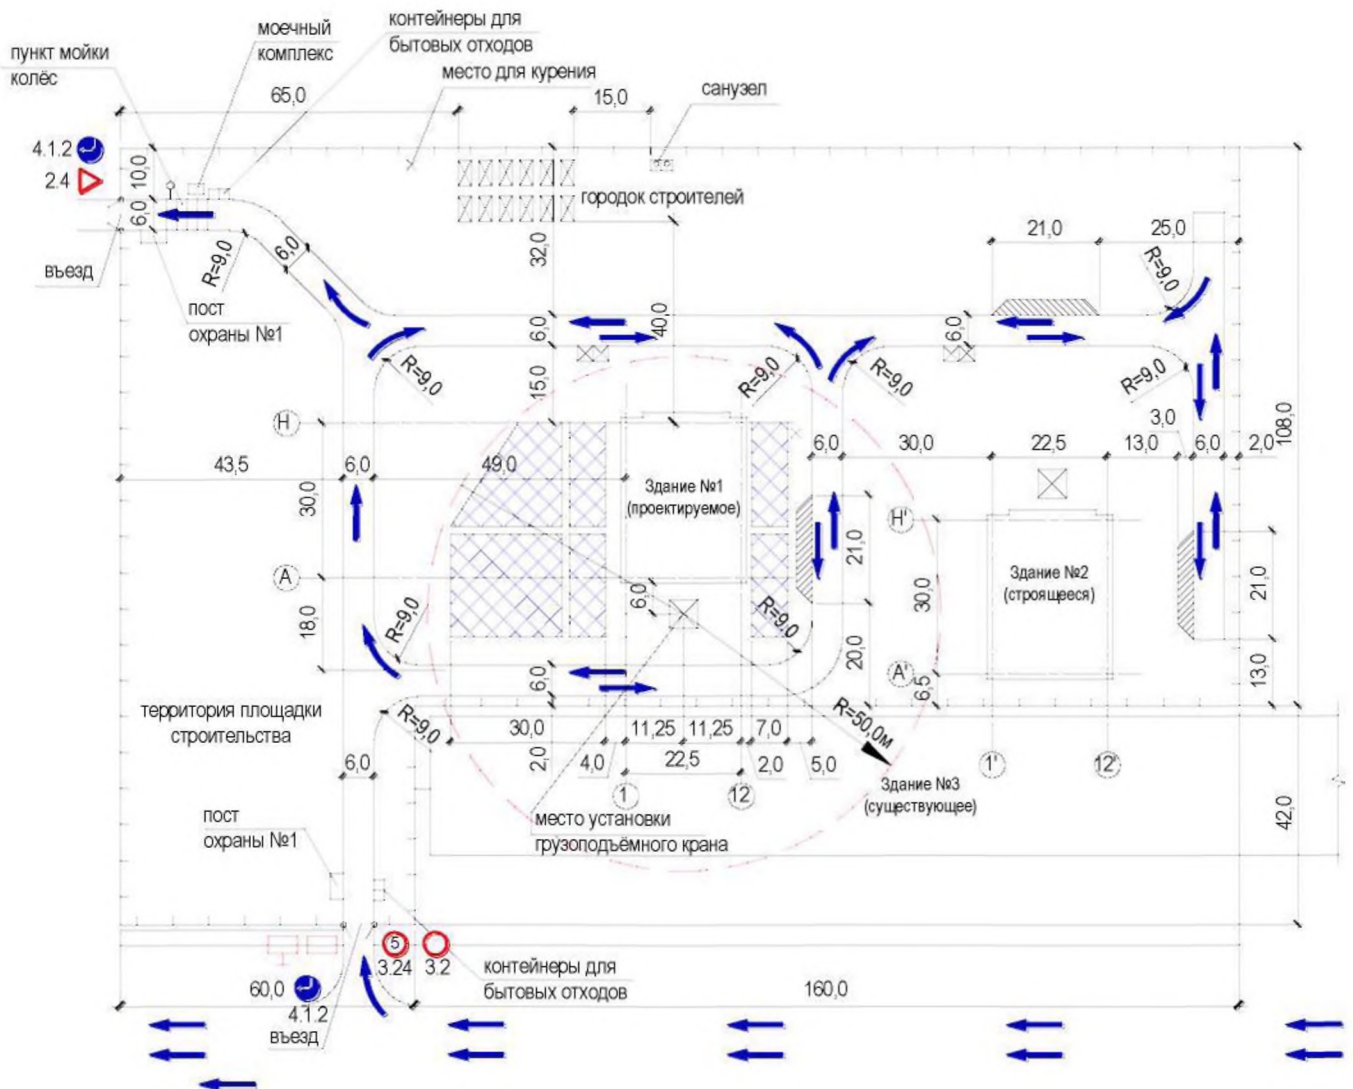 контейнеры для
бытовых отходов
моечный
комплекс
пункт мойки
колёс
место для курения
санузел
65,0
15,0
4.1.2
2.4
10,0
6,0
городок строителей
въезд
R=9,0
6,0
пост
охраны №1
32,0
40,0
21,0
25,0
R=9,0
6,0
6,0
15,0
R=9,0
R=9,0
R=9,0
R=9,0
108,0
Н
43,5
6,0
49,0
6,0
30,0
22,5
13,0
3,0
6,0
2,0
30,0
Здание №1
(проектируемое)
Н'
21,0
А
6,0
Здание №2
(строящееся)
30,0
21,0
18,0
R=9,0
R=9,0
20,0
А'
6,5
13,0
6,0
территория площадки
строительства
R=9,0
R=50,0м
30,0
11,25
11,25
7,0
2,0
4,0
22,5
2,0
5,0
6,0
1
12
1'
12'
Здание №3
(существующее)
место установки
грузоподъёмного крана
42,0
пост
охраны №1
5
3.24
3.2
контейнеры для
бытовых отходов
60,0
4.1.2
въезд
160,0